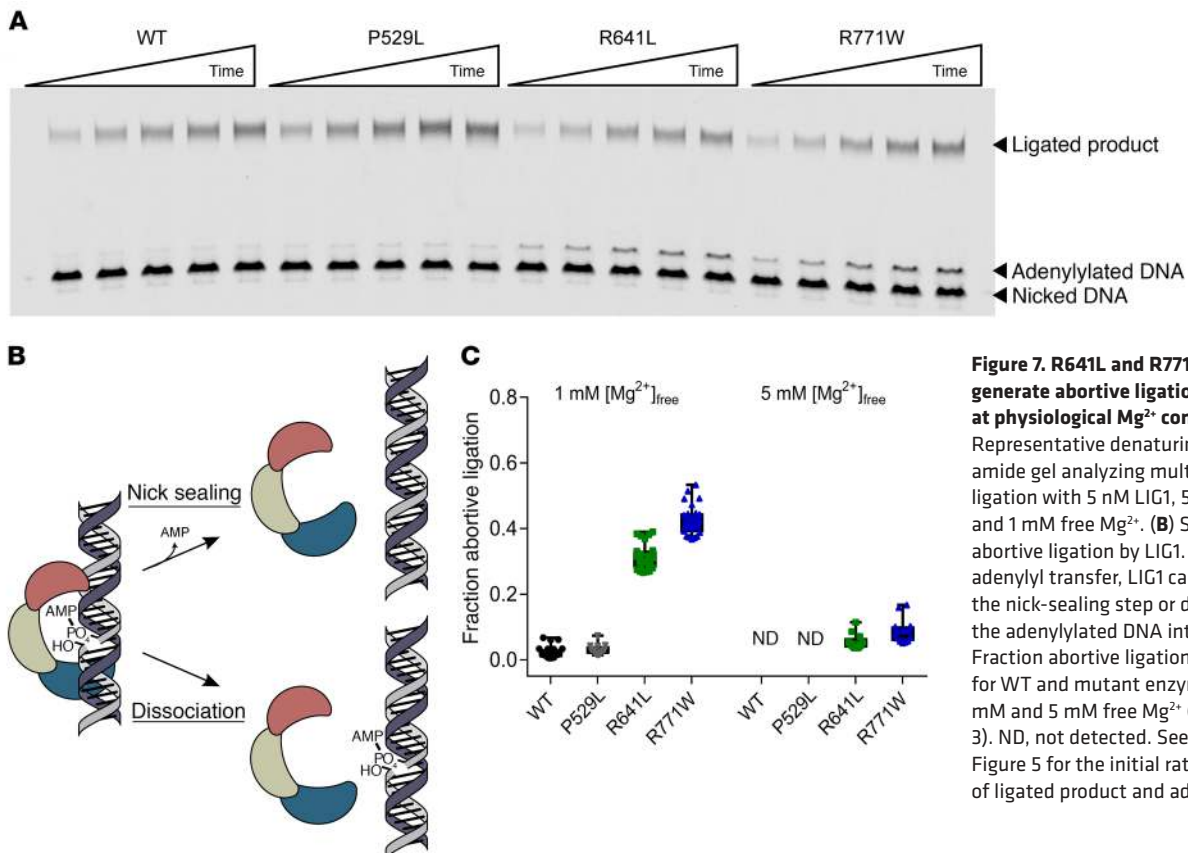 A
WT
P529L
R641L
R771W
Time
Time
Time
Time
Ligated product
Adenylylated DNA
Nicked DNA
B
Nick sealing
AMP
AMP
PO4
HO
Dissociation
AMP
PO4
HO
C
1 mM [Mg2+]free
5 mM [Mg2+]free
Fraction abortive ligation
0.8
0.6
0.4
0.2
0.0
ND
ND
WT
P529L
R641L
R771W
WT
P529L
R641L
R771W
Figure 7. R641L and R771
generate abortive ligation
at physiological Mg2+ con
Representative denaturin
amide gel analyzing mult
ligation with 5 nM LIG1, 5
and 1 mM free Mg2+. (B) S
abortive ligation by LIG1.
adenylyl transfer, LIG1 ca
the nick-sealing step or d
the adenylylated DNA int
Fraction abortive ligation
for WT and mutant enzym
mM and 5 mM free Mg2+
3). ND, not detected. See
Figure 5 for the initial rat
of ligated product and ad